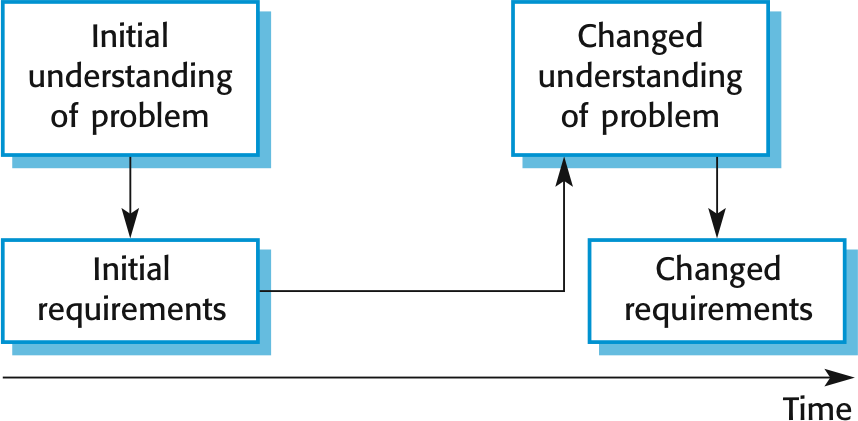 Initial
understanding
of problem
Changed
understanding
of problem
Initial
requirements
Changed
requirements
Time